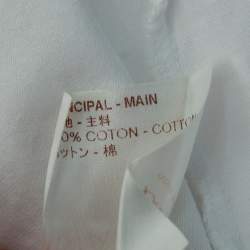 NCIPAL - MAIN
地 - 主料
0% COTON - COTTO
ットン - 棉